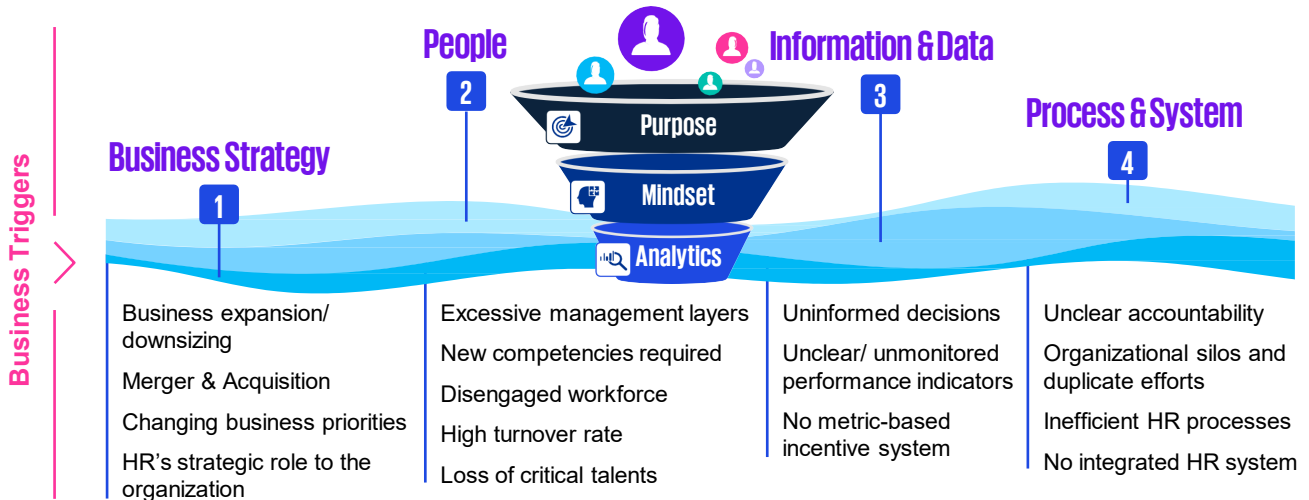 Business Triggers
Business Strategy
1
Business expansion/
downsizing
Merger & Acquisition
Changing business priorities
HR's strategic role to the
organization
People
2
Excessive management layers
New competencies required
Disengaged workforce
High turnover rate
Loss of critical talents
Purpose
Mindset
Analytics
Information & Data
3
Uninformed decisions
Unclear/ unmonitored
performance indicators
No metric-based
incentive system
Process & System
4
Unclear accountability
Organizational silos and
duplicate efforts
Inefficient HR processes
No integrated HR system